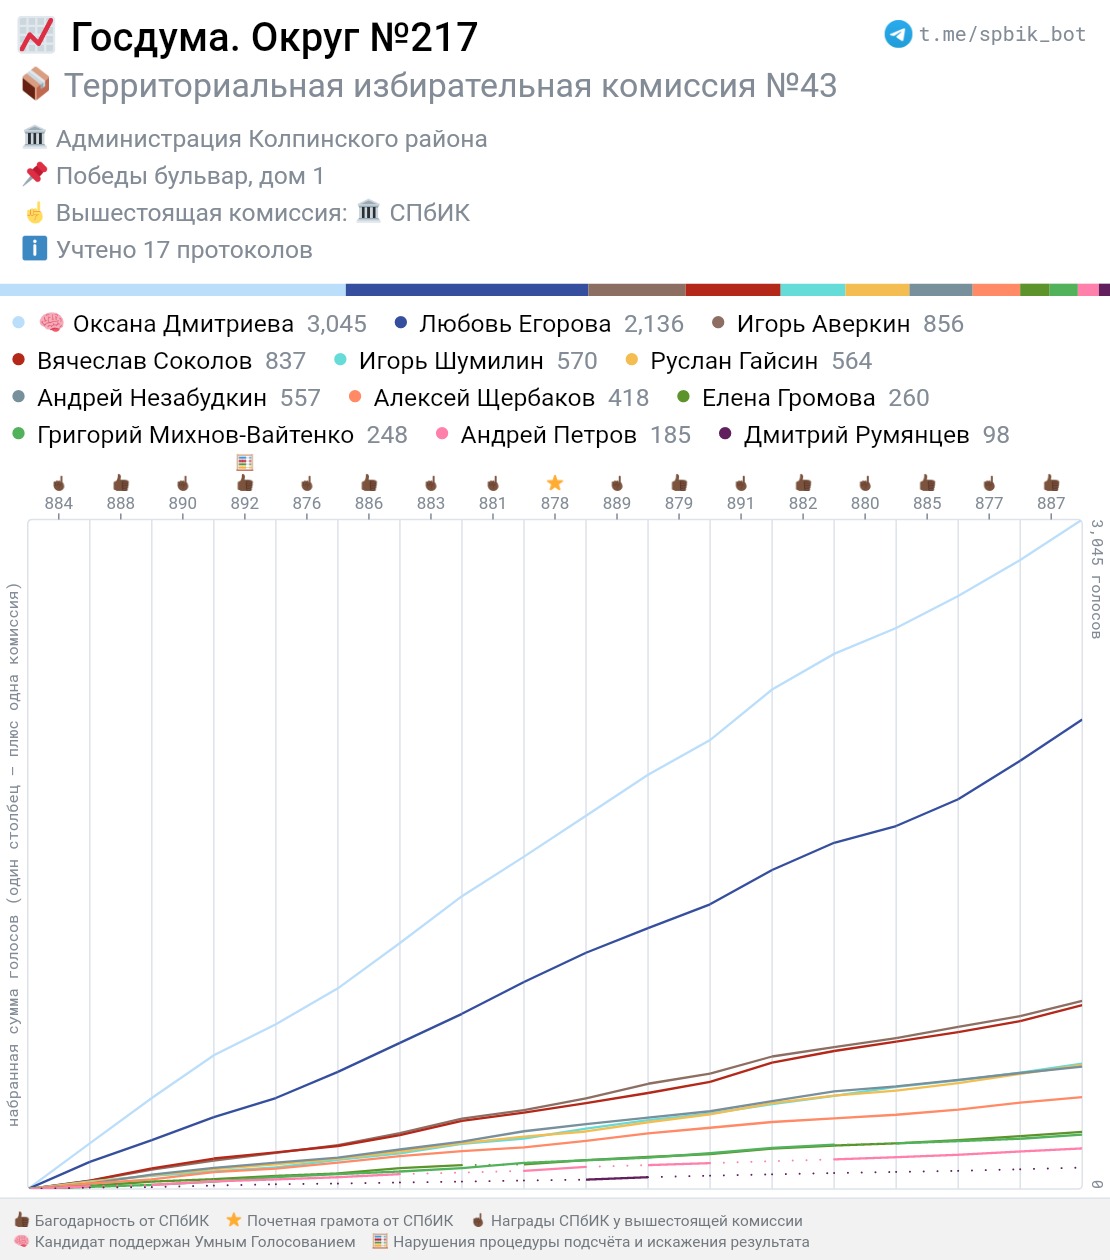 Госдума. Округ №217
t.me/spbik_bot
Территориальная избирательная комиссия №43
Администрация Колпинского района
Победы бульвар, дом 1
Вышестоящая комиссия: СПбИК
Учтено 17 протоколов
Оксана Дмитриева 3,045 Любовь Егорова 2,136 Игорь Аверкин 856
Вячеслав Соколов 837 Игорь Шумилин 570 Руслан Гайсин 564
Андрей Незабудкин 557 Алексей Щербаков 418 Елена Громова 260
Григорий Михнов-Вайтенко 248 Андрей Петров 185 Дмитрий Румянцев 98
884 888 890 892 876 886 883 881 878 889 879 891 882 880 885 877 887
3,045 голосов
набранная сумма голосов (один столбец — плюс одна комиссия)
0
Багодарность от СПбИК Почетная грамота от СПбИК Награды СПбИК у вышестоящей комиссии
Кандидат поддержан Умным Голосованием Нарушения процедуры подсчёта и искажения результата